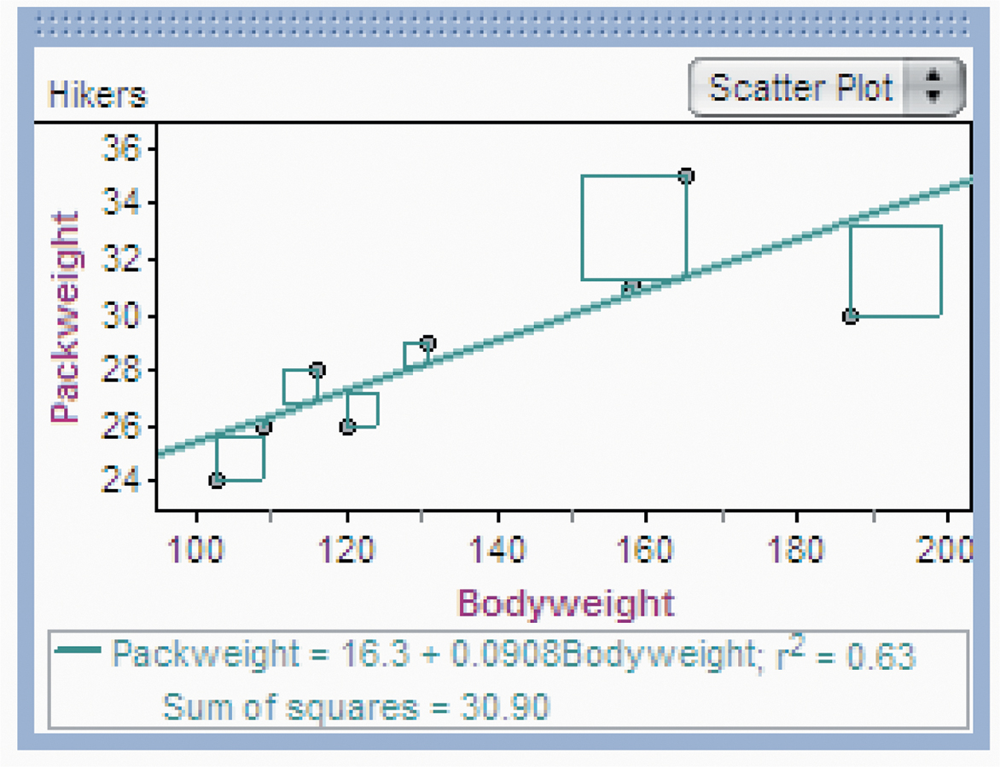 Hikers
Scatter Plot
36
34
32
30
28
26
24
Packweight
100 120 140 160 180 200
Bodyweight
Packweight = 16.3 + 0.0908Bodyweight; r² = 0.63
Sum of squares = 30.90